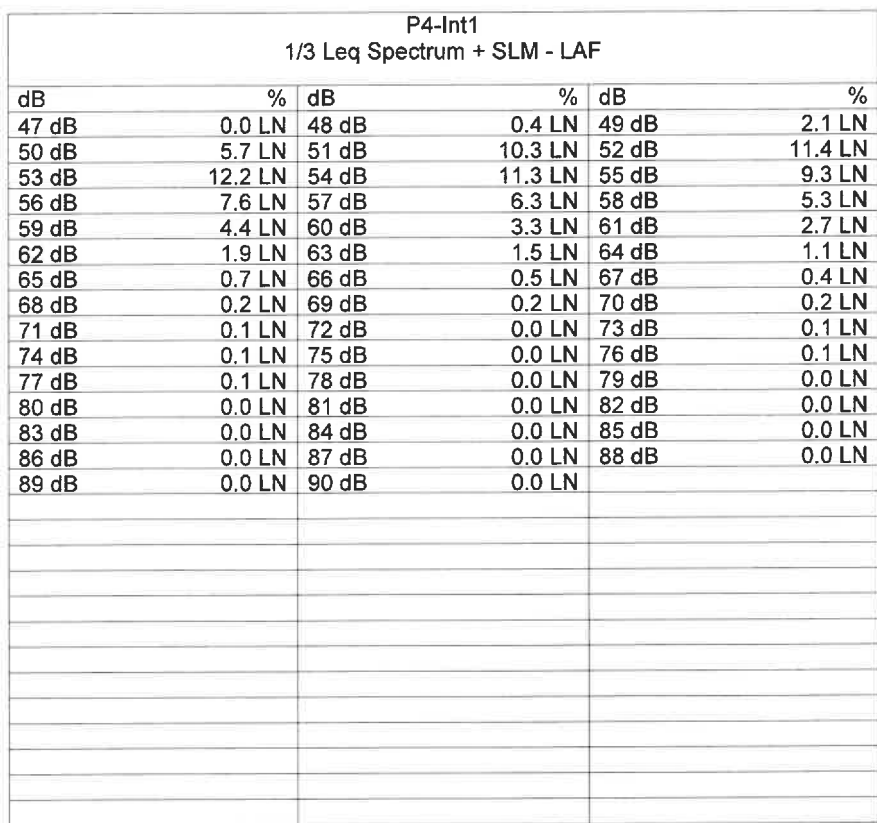 P4-Int1
1/3 Leq Spectrum + SLM - LAF
dB % dB % dB %
47 dB 0.0 LN 48 dB 0.4 LN 49 dB 2.1 LN
50 dB 5.7 LN 51 dB 10.3 LN 52 dB 11.4 LN
53 dB 12.2 LN 54 dB 11.3 LN 55 dB 9.3 LN
56 dB 7.6 LN 57 dB 6.3 LN 58 dB 5.3 LN
59 dB 4.4 LN 60 dB 3.3 LN 61 dB 2.7 LN
62 dB 1.9 LN 63 dB 1.5 LN 64 dB 1.1 LN
65 dB 0.7 LN 66 dB 0.5 LN 67 dB 0.4 LN
68 dB 0.2 LN 69 dB 0.2 LN 70 dB 0.2 LN
71 dB 0.1 LN 72 dB 0.0 LN 73 dB 0.1 LN
74 dB 0.1 LN 75 dB 0.0 LN 76 dB 0.1 LN
77 dB 0.1 LN 78 dB 0.0 LN 79 dB 0.0 LN
80 dB 0.0 LN 81 dB 0.0 LN 82 dB 0.0 LN
83 dB 0.0 LN 84 dB 0.0 LN 85 dB 0.0 LN
86 dB 0.0 LN 87 dB 0.0 LN 88 dB 0.0 LN
89 dB 0.0 LN 90 dB 0.0 LN